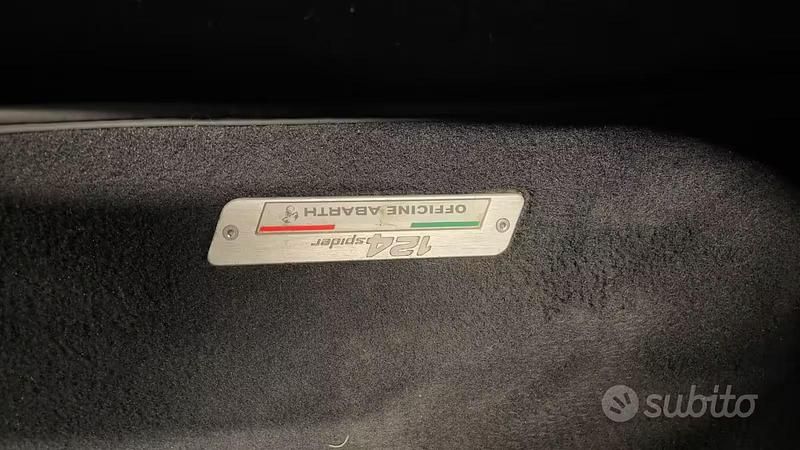 124 spider
OFFICINE ABARTH
subito